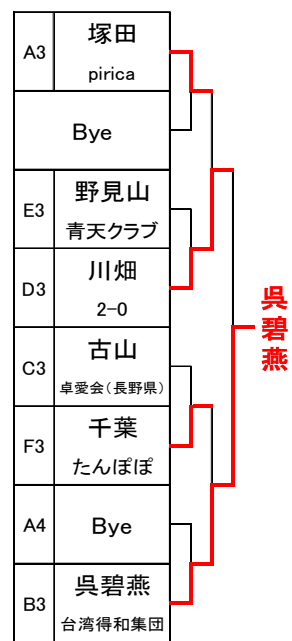 A3
塚田
pirica
Bye
E3
野見山
青天クラブ
D3
川畑
2-0
C3
古山
卓愛会(長野県)
F3
千葉
たんぽぽ
A4
Bye
B3
呉碧燕
台湾得和集団
呉碧燕